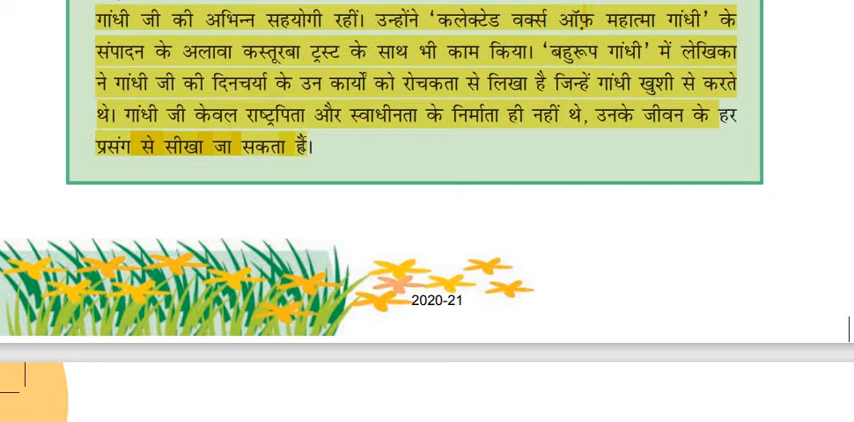 गांधी जी की अभिन्न सहयोगी रहीं। उन्होंने ‘कलेक्टेड वर्क्स ऑफ़ महात्मा गांधी’ के
संपादन के अलावा कस्तूरबा ट्रस्ट के साथ भी काम किया। ‘बहुरूप गांधी’ में लेखिका
ने गांधी जी की दिनचर्या के उन कार्यों को रोचकता से लिखा है जिन्हें गांधी खुशी से करते
थे। गांधी जी केवल राष्ट्रपिता और स्वाधीनता के निर्माता ही नहीं थे, उनके जीवन के हर
प्रसंग से सीखा जा सकता है।
2020-21